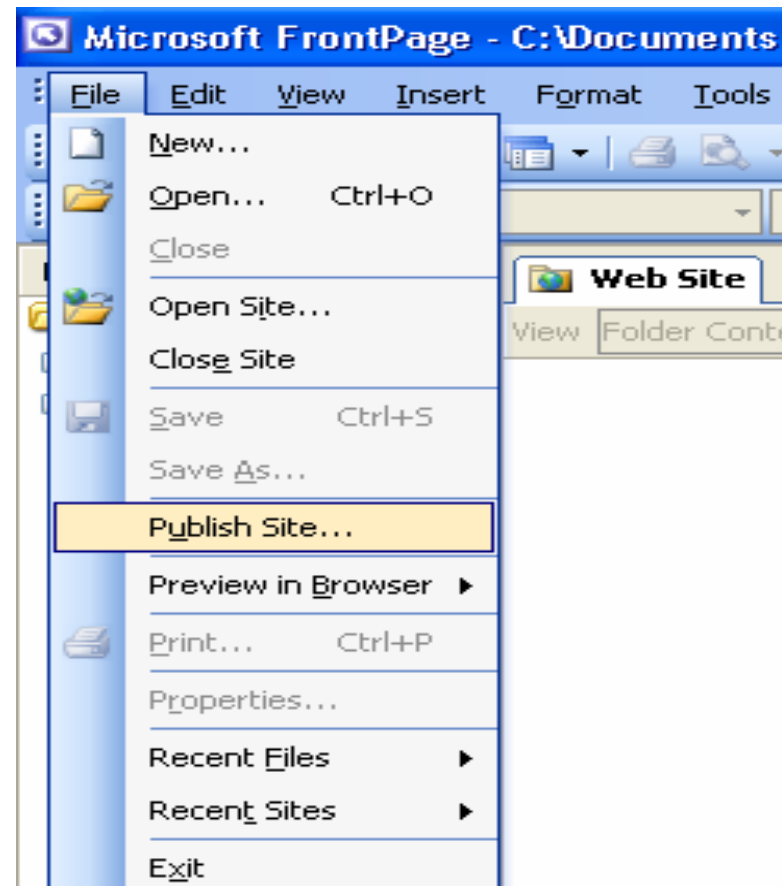 Microsoft FrontPage - C:\Documents
File Edit View Insert Format Tools
New...
Open... Ctrl+O
Close
Web Site
Open Site...
View Folder Conte
Close Site
Save Ctrl+S
Save As...
Publish Site...
Preview in Browser
Print... Ctrl+P
Properties...
Recent Files
Recent Sites
Exit